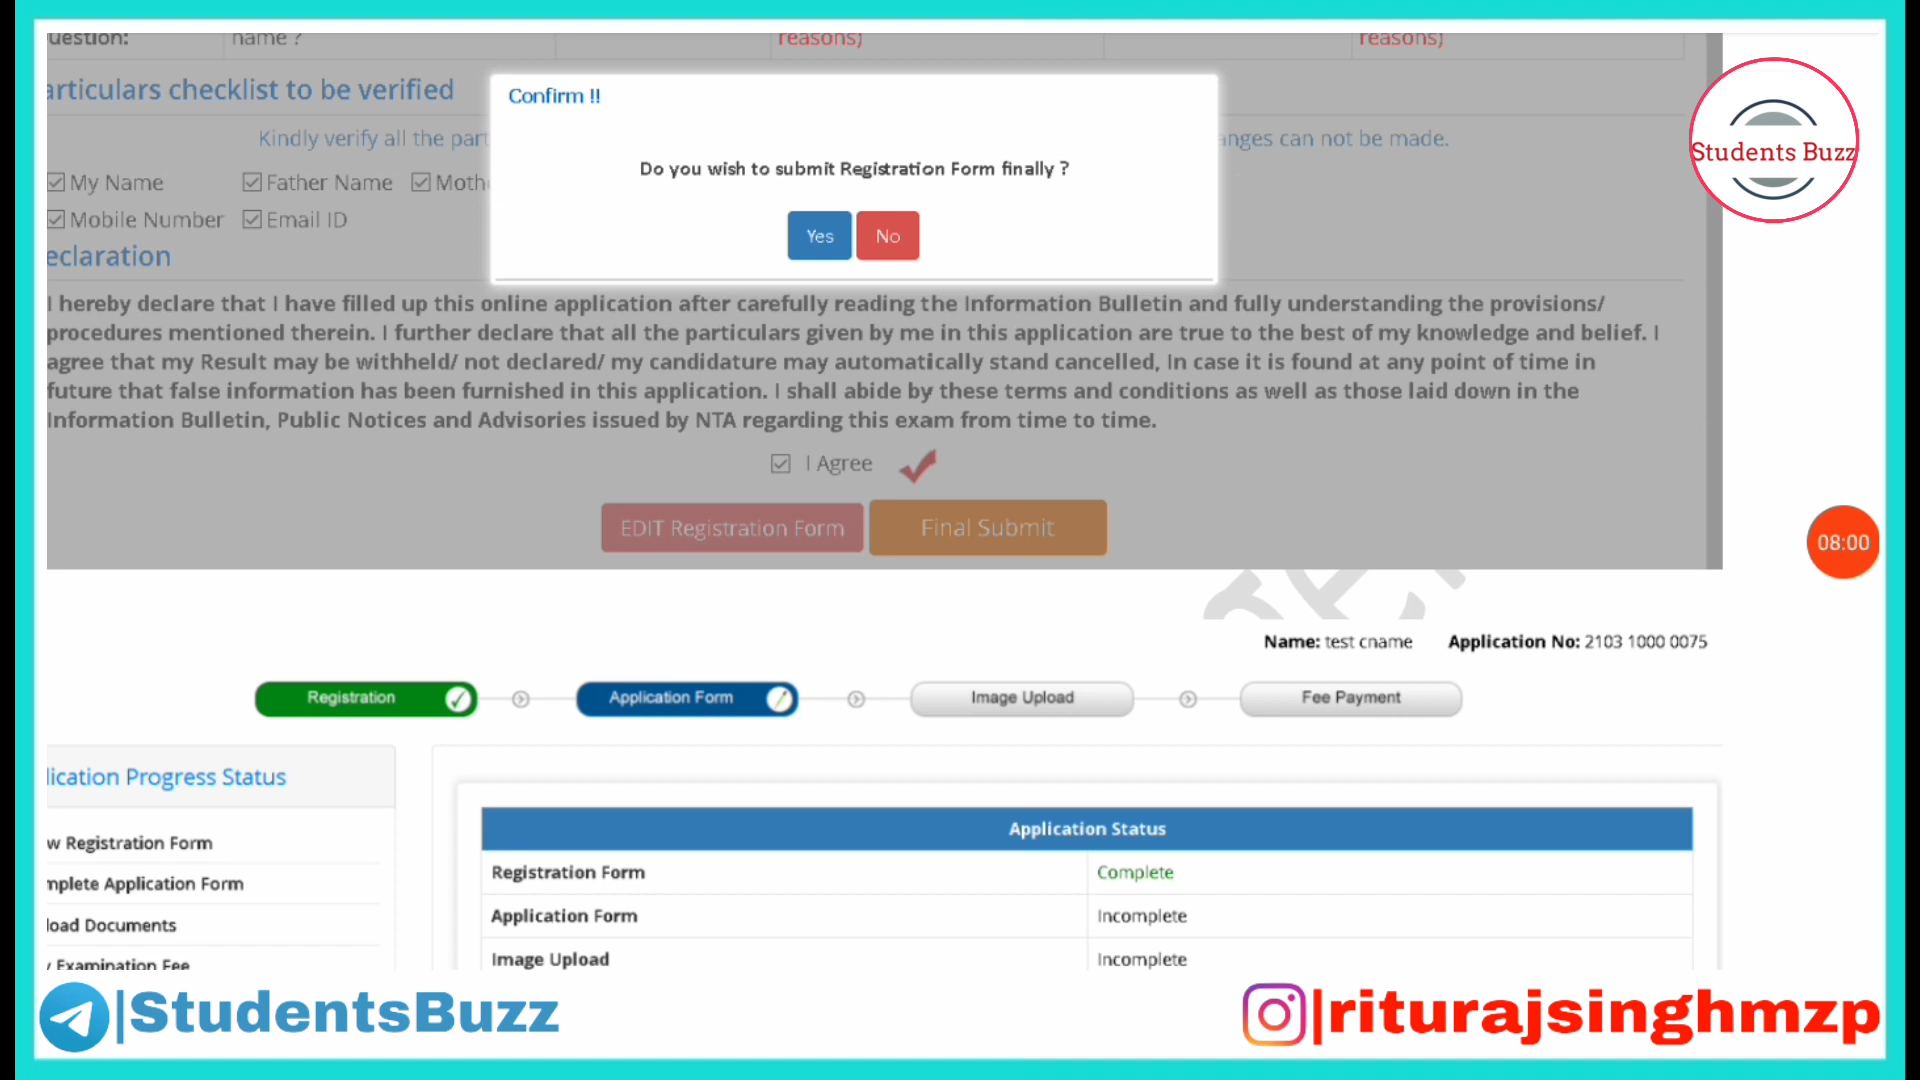 uestion: name ? reasons) reasons)
articulars checklist to be verified
Confirm !!
Kindly verify all the part anges can not be made.
Do you wish to submit Registration Form finally ?
My Name Father Name Moth
Mobile Number Email ID
Yes No
eclaration
I hereby declare that I have filled up this online application after carefully reading the Information Bulletin and fully understanding the provisions/
procedures mentioned therein. I further declare that all the particulars given by me in this application are true to the best of my knowledge and belief. I
agree that my Result may be withheld/ not declared/ my candidature may automatically stand cancelled, In case it is found at any point of time in
future that false information has been furnished in this application. I shall abide by these terms and conditions as well as those laid down in the
Information Bulletin, Public Notices and Advisories issued by NTA regarding this exam from time to time.
I Agree
EDIT Registration Form Final Submit
Students Buzz
08:00
Name: test cname Application No: 2103 1000 0075
Registration Application Form Image Upload Fee Payment
lication Progress Status
w Registration Form
mplete Application Form
load Documents
y Examination Fee
Application Status
Registration Form Complete
Application Form Incomplete
Image Upload Incomplete
|StudentsBuzz
|riturajsinghmzp